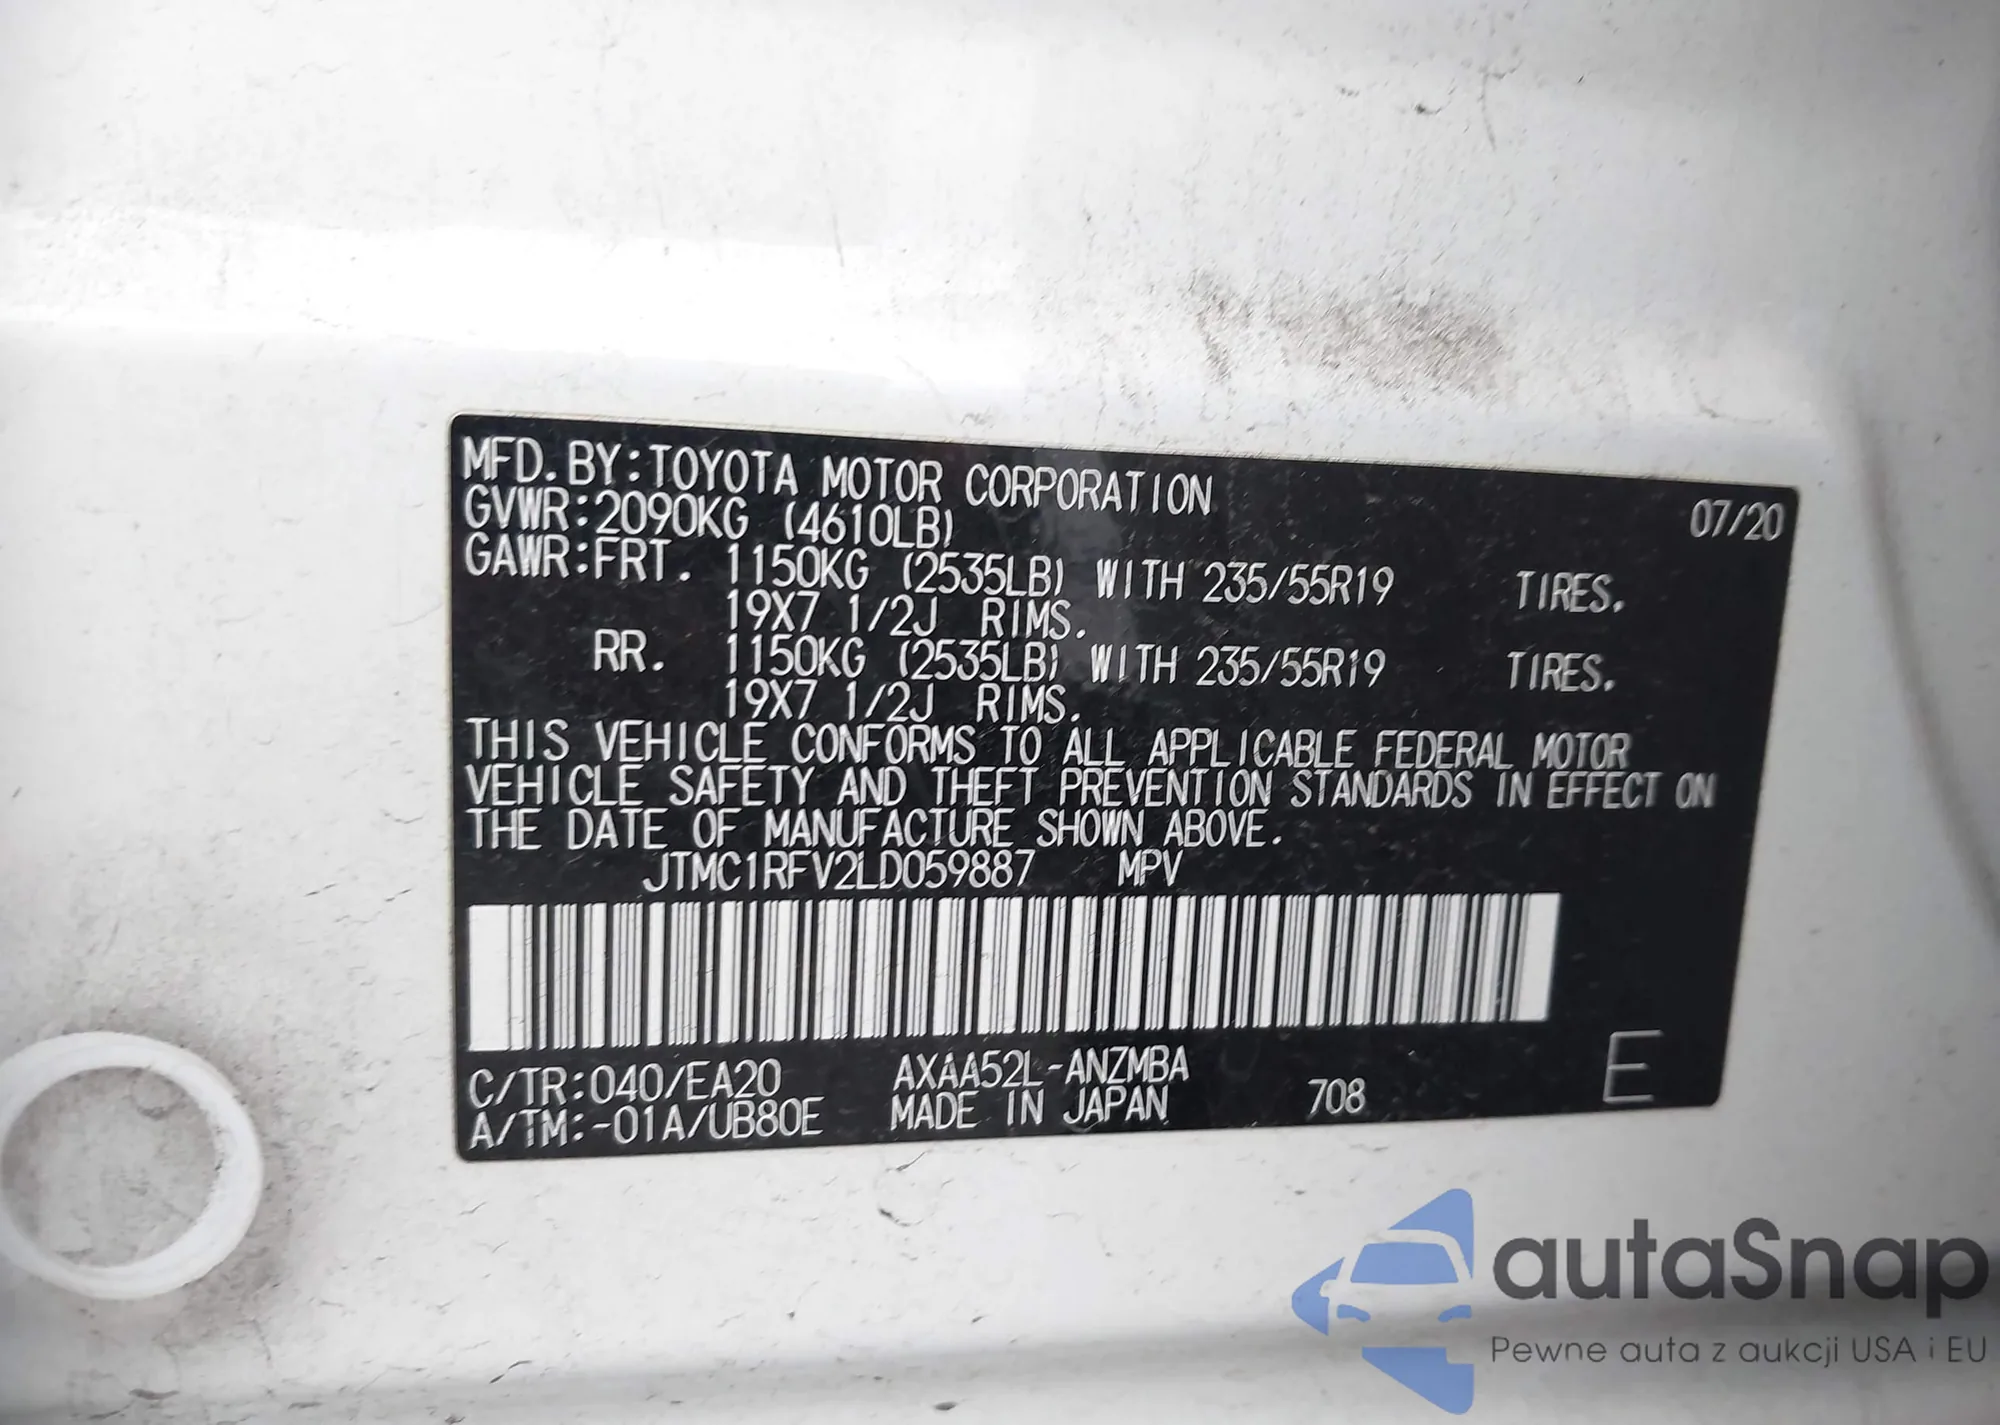 MFD. BY: TOYOTA MOTOR CORPORATION 07/20
GVWR: 2090KG (4610LB)
GAWR: FRT. 1150KG (2535LB) WITH 235/55R19 TIRES.
19X7 1/2J RIMS.
RR. 1150KG (2535LB) WITH 235/55R19 TIRES.
19X7 1/2J RIMS.
THIS VEHICLE CONFORMS TO ALL APPLICABLE FEDERAL MOTOR
VEHICLE SAFETY AND THEFT PREVENTION STANDARDS IN EFFECT ON
THE DATE OF MANUFACTURE SHOWN ABOVE.
JTMC1RFV2LD059887 MPV
C/TR: 040/EA20 AXAA52L-ANZMBA
A/TM: -01A/UB80E MADE IN JAPAN 708 E
autaSnap
Pewne auta z aukcji USA i EU